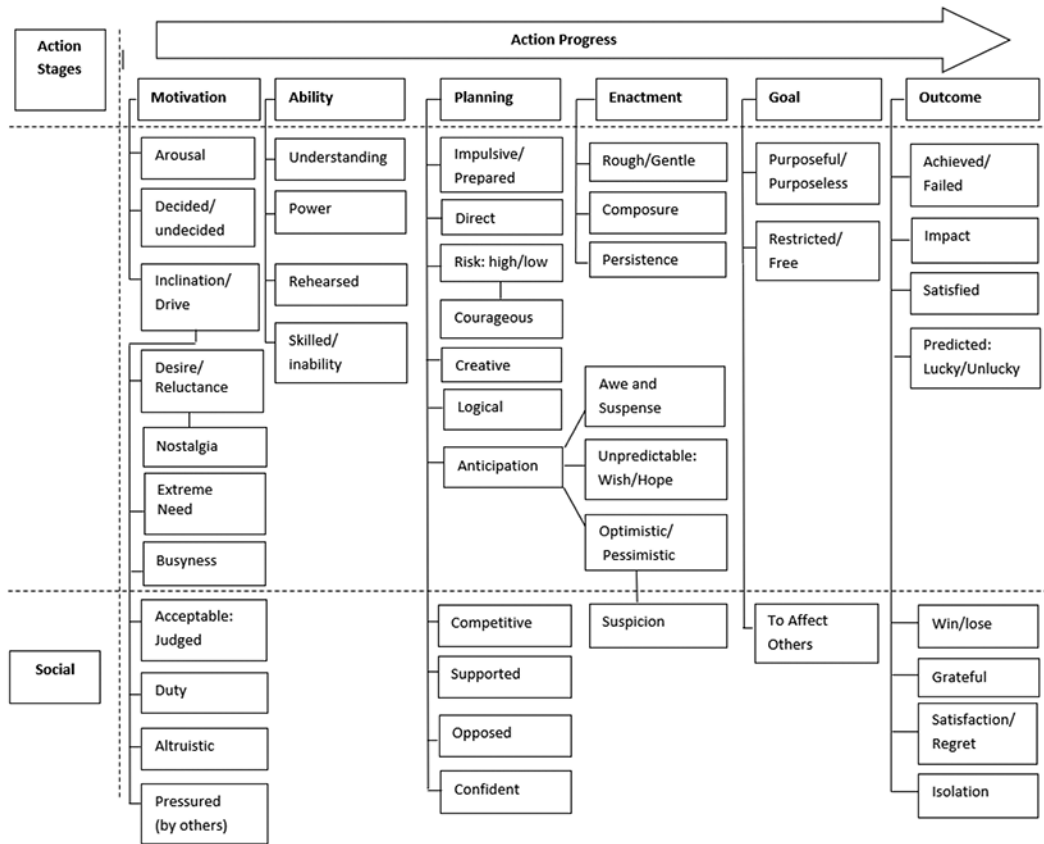 Action Progress
Action
Stages
Motivation
Arousal
Decided/
undecided
Inclination/
Drive
Desire/
Reluctance
Nostalgia
Extreme
Need
Busyness
Ability
Understanding
Power
Rehearsed
Skilled/
inability
Planning
Impulsive/
Prepared
Direct
Risk: high/low
Courageous
Creative
Logical
Anticipation
Enactment
Rough/Gentle
Composure
Persistence
Awe and
Suspense
Unpredictable:
Wish/Hope
Optimistic/
Pessimistic
Goal
Purposeful/
Purposeless
Restricted/
Free
Outcome
Achieved/
Failed
Impact
Satisfied
Predicted:
Lucky/Unlucky
Social
Acceptable:
Judged
Duty
Altruistic
Pressured
(by others)
Competitive
Supported
Opposed
Confident
Suspicion
To Affect
Others
Win/lose
Grateful
Satisfaction/
Regret
Isolation